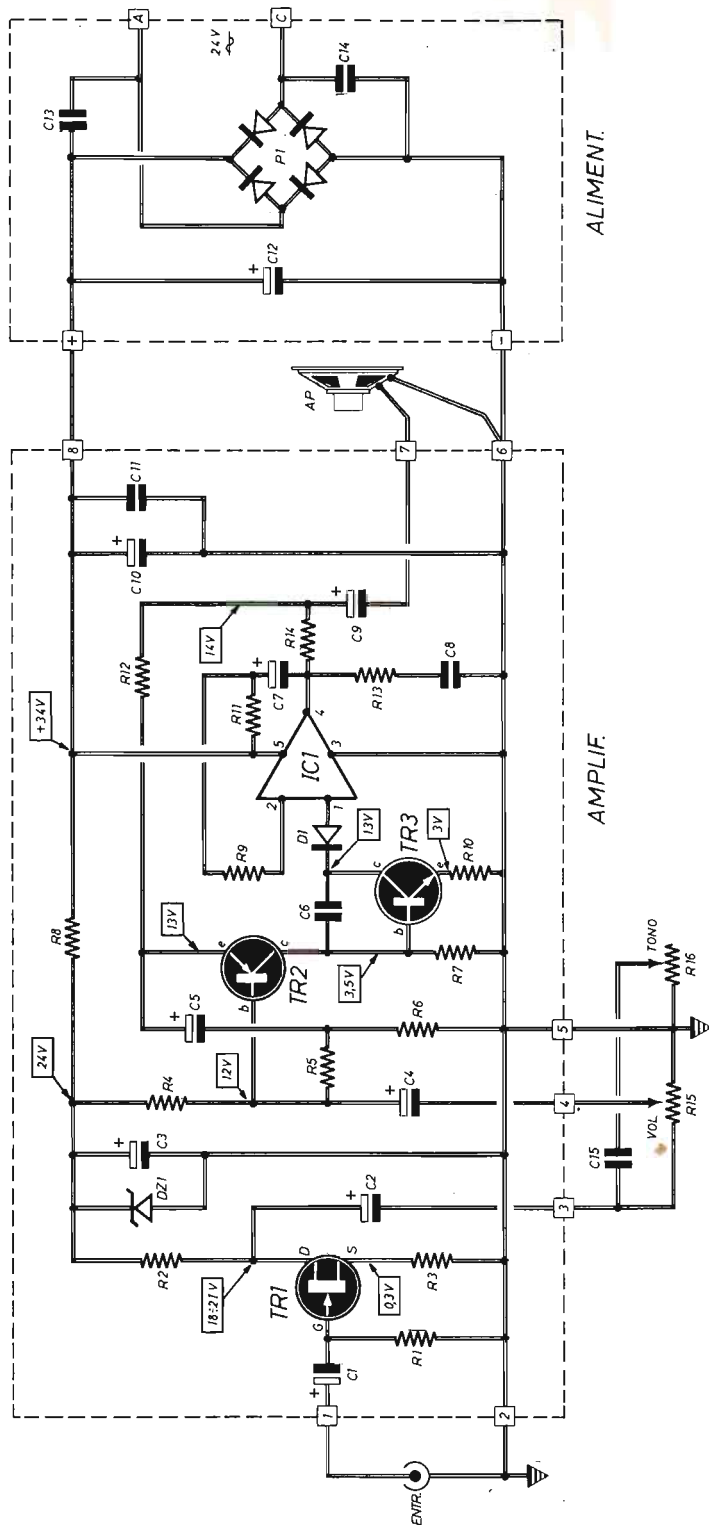 ENTR.
1
2
C1
+
R1
G
D
S
TR1
18÷21V
0,3V
R2
R3
DZ1
C3
+
C2
+
3
24V
R4
12V
R5
C4
+
4
C15
VOL
R15
TONO
R16
5
C5
+
R6
R8
13V
b
e
c
TR2
3,5V
R7
C6
R9
D1
13V
b
c
e
TR3
3V
R10
+34V
R12
14V
IC1
1
2
3
4
5
R11
C7
+
R14
R13
C8
C9
+
C10
+
C11
8
7
6
AMPLIF.
AP
+
-
C12
+
P1
C13
C14
A
24V
C
ALIMENT.